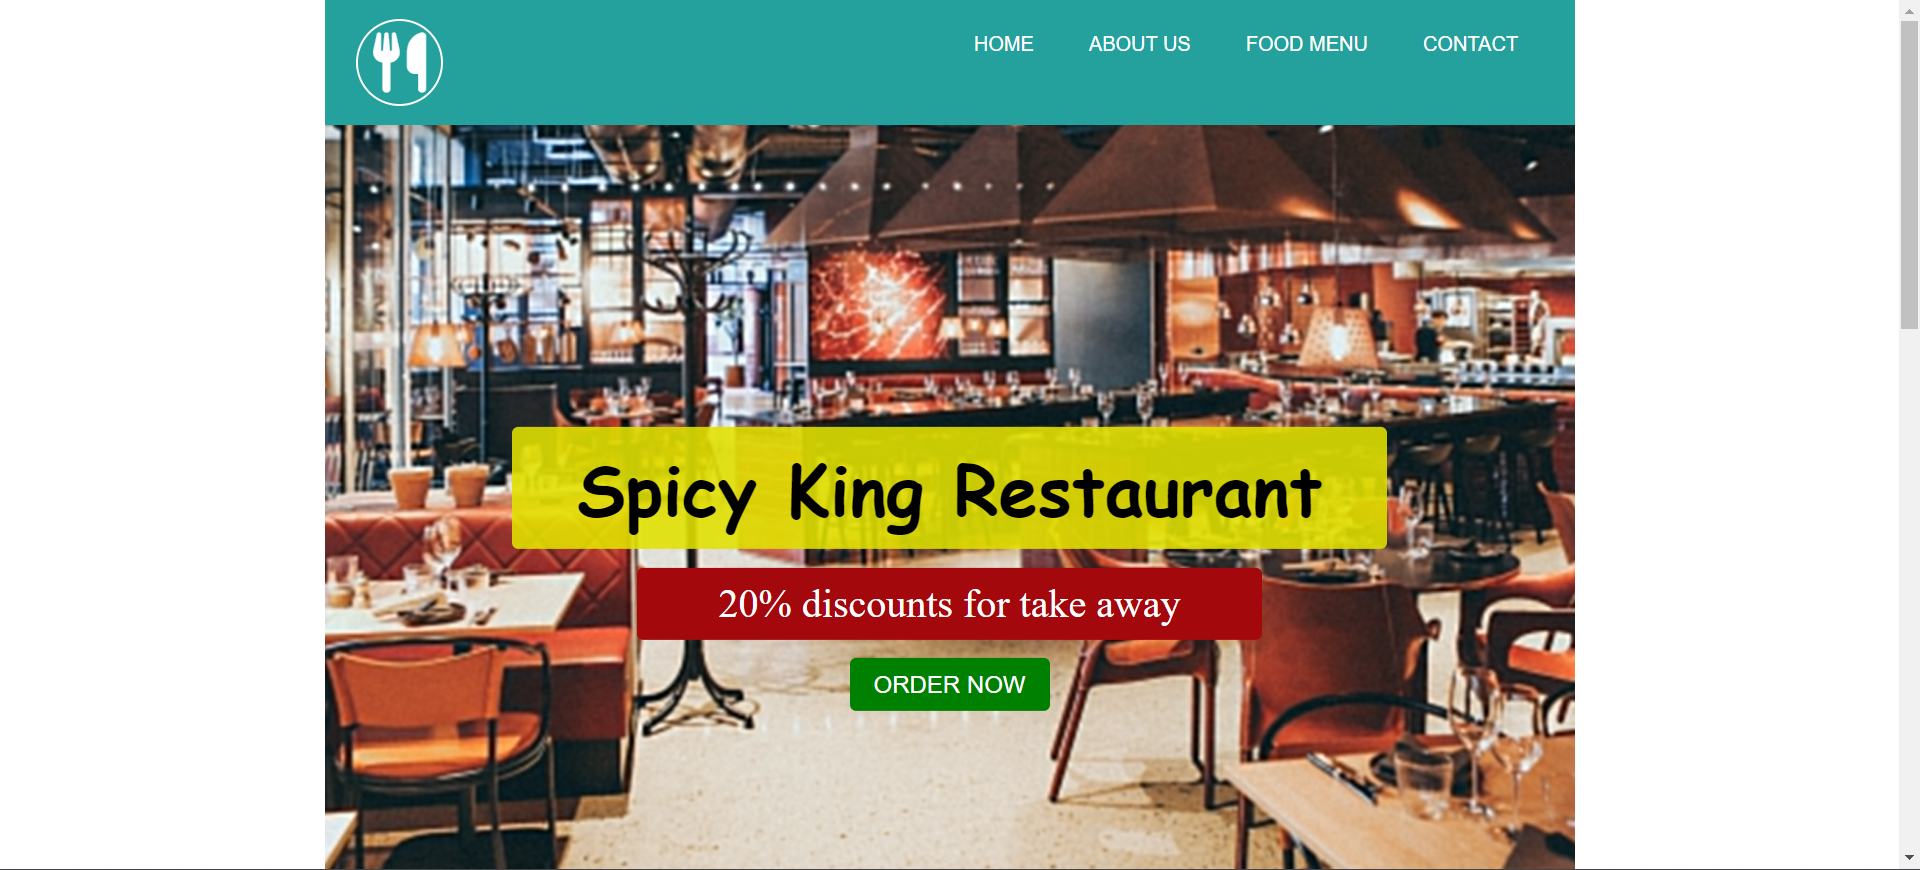 HOME ABOUT US FOOD MENU CONTACT
Spicy King Restaurant
20% discounts for take away
ORDER NOW